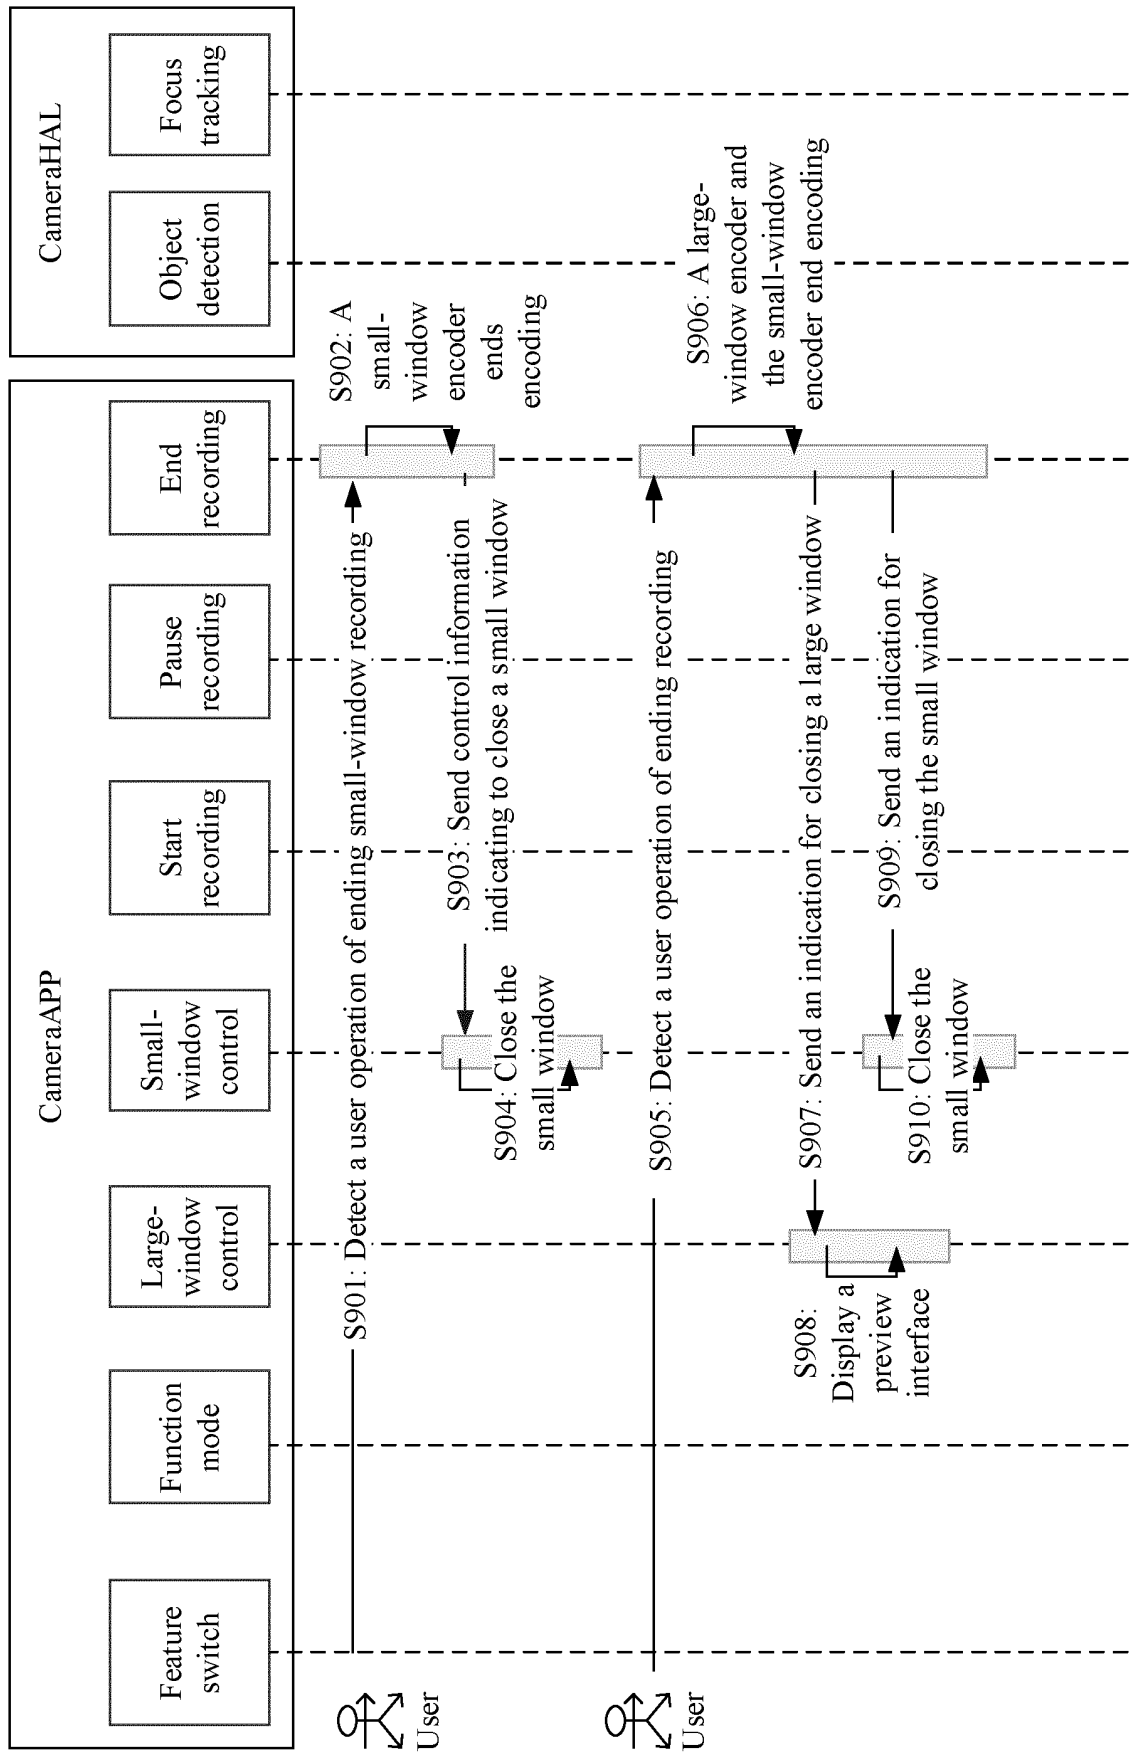 CameraAPP
CameraHAL
Feature
switch
Function
mode
Large-
window
control
Small-
window
control
Start
recording
Pause
recording
End
recording
Object
detection
Focus
tracking
User
S901: Detect a user operation of ending small-window recording
S902: A
small-
window
encoder
ends
encoding
S903: Send control information
indicating to close a small window
S904: Close the
small window
User
S905: Detect a user operation of ending recording
S906: A large-
window encoder and
the small-window
encoder end encoding
S907: Send an indication for closing a large window
S908:
Display a
preview
interface
S909: Send an indication for
closing the small window
S910: Close the
small window